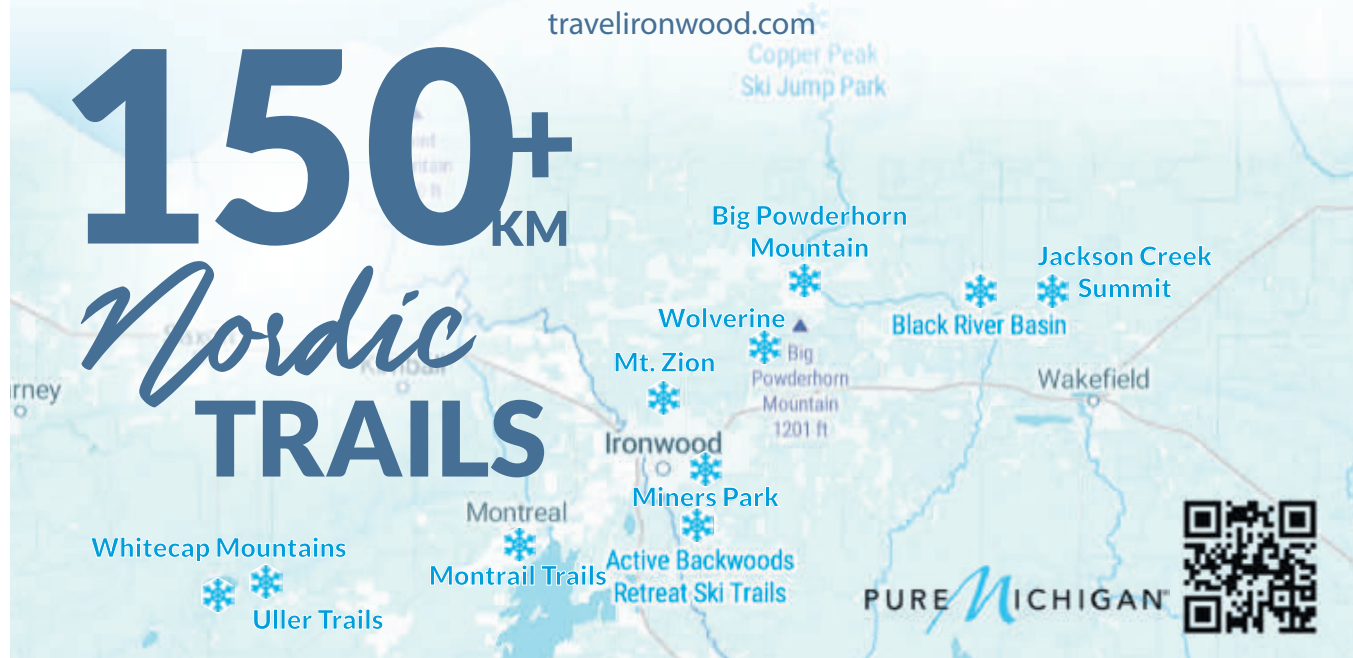 travelironwood.com
Copper Peak
Ski Jump Park
150+
KM
Nordic
TRAILS
Big Powderhorn
Mountain
Jackson Creek
Summit
Black River Basin
Wolverine
Big
Powderhorn
Mountain
1201 ft
Mt. Zion
Wakefield
Ironwood
Miners Park
Montreal
Whitecap Mountains
Montrail Trails
Active Backwoods
Retreat Ski Trails
Uller Trails
PURE MICHIGAN